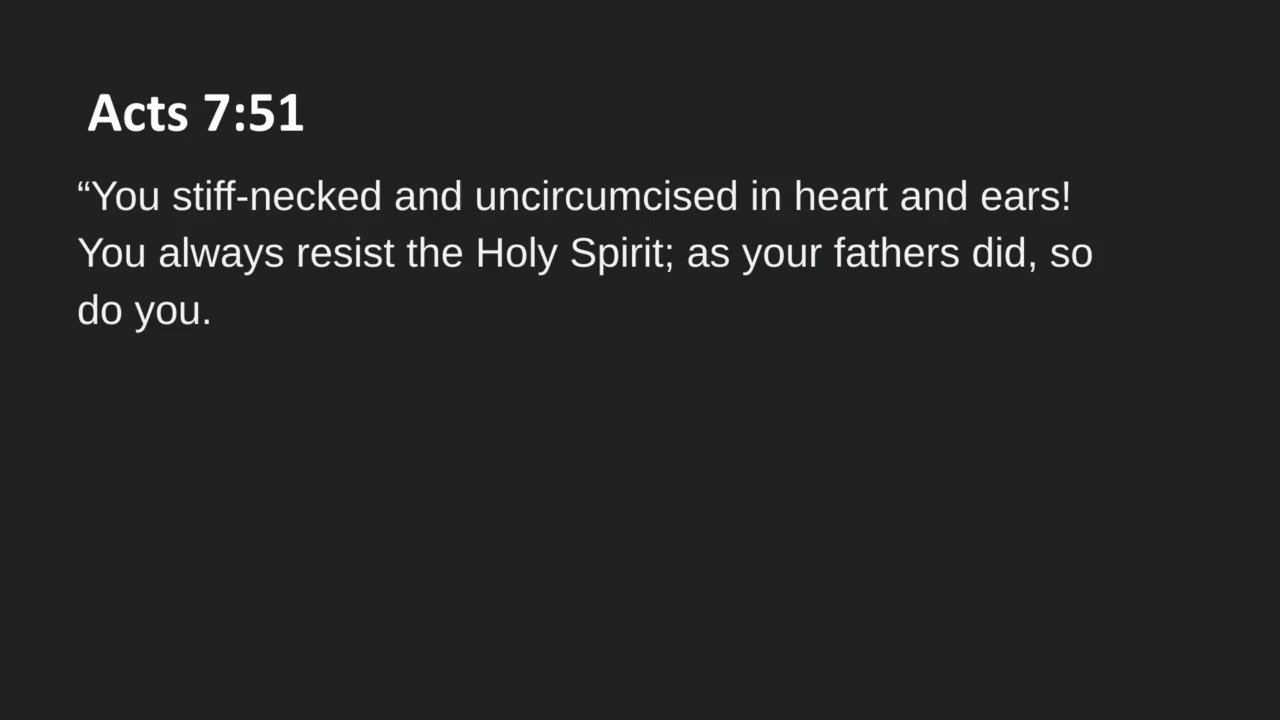 Acts 7:51
“You stiff-necked and uncircumcised in heart and ears!
You always resist the Holy Spirit; as your fathers did, so
do you.